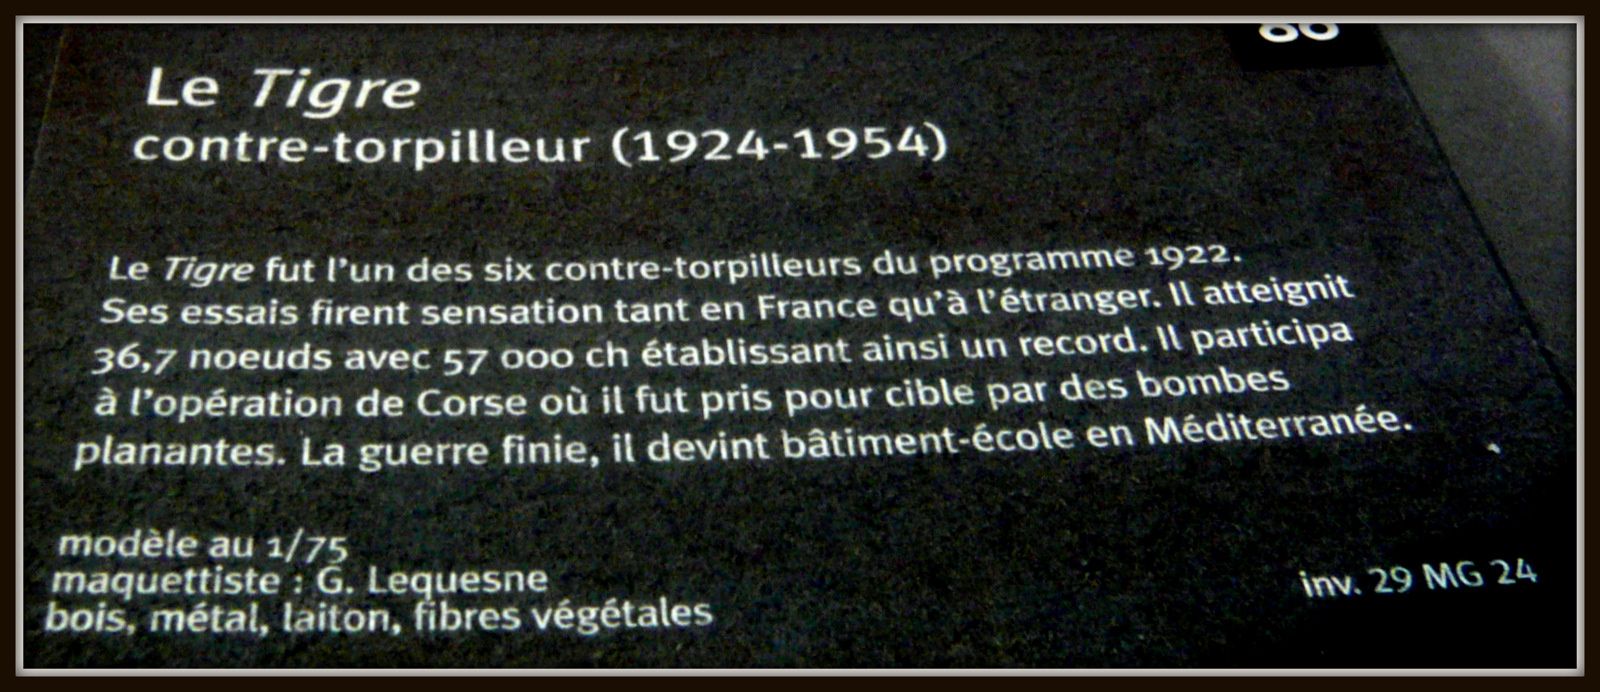 Le Tigre
contre-torpilleur (1924-1954)
Le Tigre fut l'un des six contre-torpilleurs du programme 1922.
Ses essais firent sensation tant en France qu'à l'étranger. Il atteignit
36,7 noeuds avec 57 000 ch établissant ainsi un record. Il participa
à l'opération de Corse où il fut pris pour cible par des bombes
planantes. La guerre finie, il devint bâtiment-école en Méditerranée.
modèle au 1/75
maquettiste : G. Lequesne
bois, métal, laiton, fibres végétales
inv. 29 MG 24